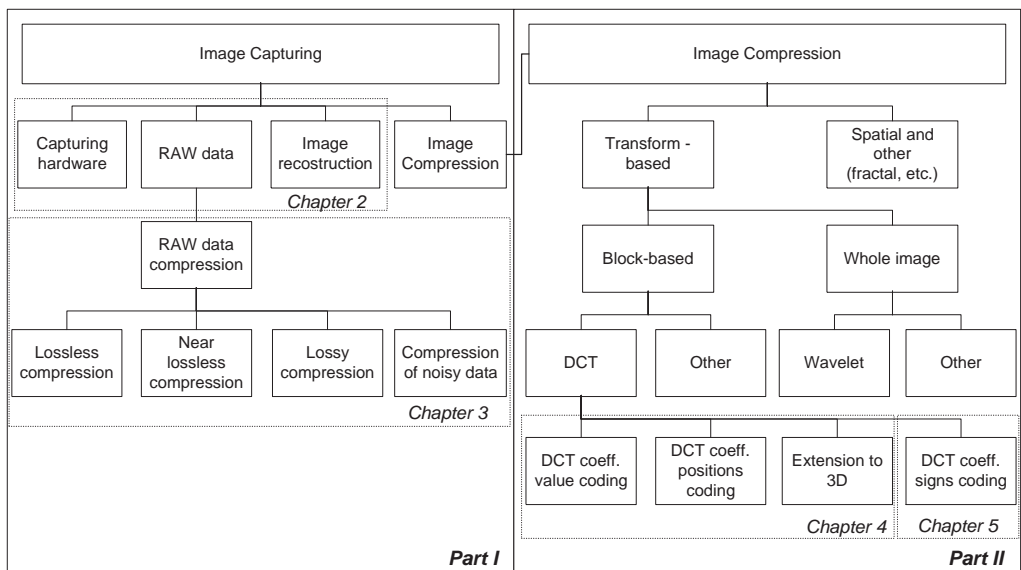 Image Capturing
Image Compression
Capturing
hardware
RAW data
Image
recostruction
Image
Compression
Transform -
based
Spatial and
other
(fractal, etc.)
Chapter 2
RAW data
compression
Block-based
Whole image
Lossless
compression
Near
lossless
compression
Lossy
compression
Compression
of noisy data
DCT
Other
Wavelet
Other
Chapter 3
DCT coeff.
value coding
DCT coeff.
positions
coding
Extension to
3D
DCT coeff.
signs coding
Chapter 4
Chapter 5
Part I
Part II